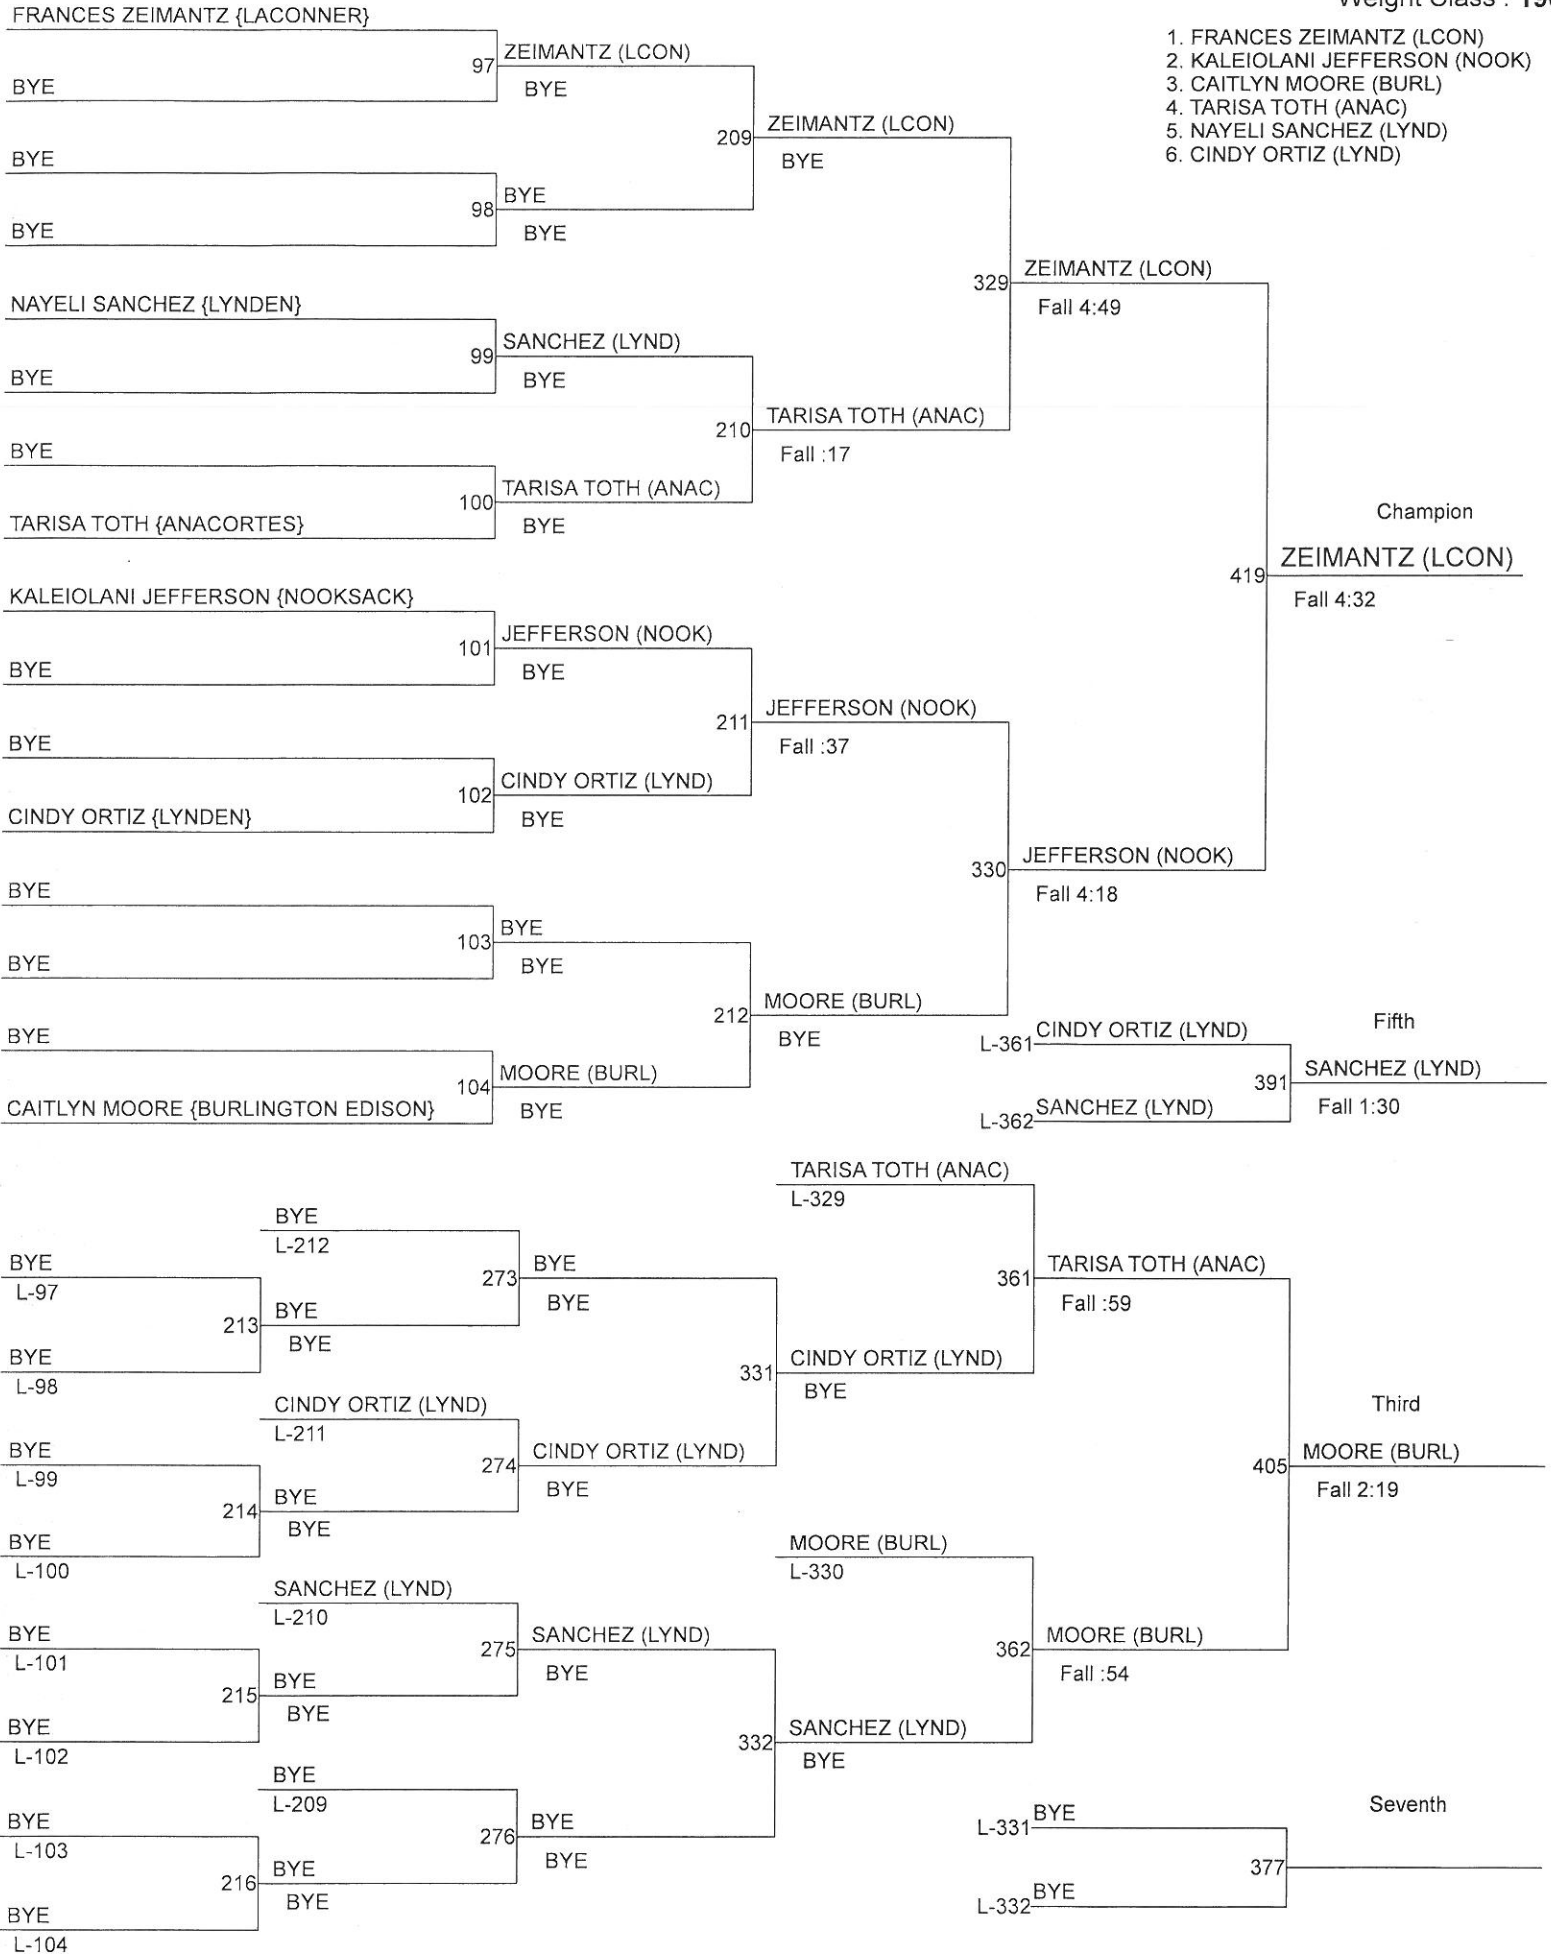 Weight Class :
1. FRANCES ZEIMANTZ (LCON)
2. KALEIOLANI JEFFERSON (NOOK)
3. CAITLYN MOORE (BURL)
4. TARISA TOTH (ANAC)
5. NAYELI SANCHEZ (LYND)
6. CINDY ORTIZ (LYND)
FRANCES ZEIMANTZ {LACONNER}
97
BYE
ZEIMANTZ (LCON)
BYE
BYE
98
BYE
BYE
BYE
209
ZEIMANTZ (LCON)
BYE
NAYELI SANCHEZ {LYNDEN}
99
BYE
SANCHEZ (LYND)
BYE
BYE
100
TARISA TOTH {ANACORTES}
TARISA TOTH (ANAC)
BYE
210
TARISA TOTH (ANAC)
Fall :17
329
ZEIMANTZ (LCON)
Fall 4:49
KALEIOLANI JEFFERSON {NOOKSACK}
101
BYE
JEFFERSON (NOOK)
BYE
BYE
102
CINDY ORTIZ {LYNDEN}
CINDY ORTIZ (LYND)
BYE
211
JEFFERSON (NOOK)
Fall :37
BYE
103
BYE
BYE
BYE
BYE
104
CAITLYN MOORE {BURLINGTON EDISON}
MOORE (BURL)
BYE
212
MOORE (BURL)
BYE
330
JEFFERSON (NOOK)
Fall 4:18
Champion
419
ZEIMANTZ (LCON)
Fall 4:32
Fifth
L-361
CINDY ORTIZ (LYND)
L-362
SANCHEZ (LYND)
391
SANCHEZ (LYND)
Fall 1:30
BYE
L-97
BYE
L-98
213
BYE
L-212
BYE
BYE
273
BYE
BYE
BYE
L-99
BYE
L-100
214
CINDY ORTIZ (LYND)
L-211
BYE
BYE
274
CINDY ORTIZ (LYND)
BYE
331
TARISA TOTH (ANAC)
L-329
CINDY ORTIZ (LYND)
BYE
361
TARISA TOTH (ANAC)
Fall :59
BYE
L-101
BYE
L-102
215
SANCHEZ (LYND)
L-210
BYE
BYE
275
SANCHEZ (LYND)
BYE
BYE
L-103
BYE
L-104
216
BYE
L-209
BYE
BYE
276
BYE
BYE
332
MOORE (BURL)
L-330
SANCHEZ (LYND)
BYE
362
MOORE (BURL)
Fall :54
Third
405
MOORE (BURL)
Fall 2:19
Seventh
L-331
BYE
L-332
BYE
377